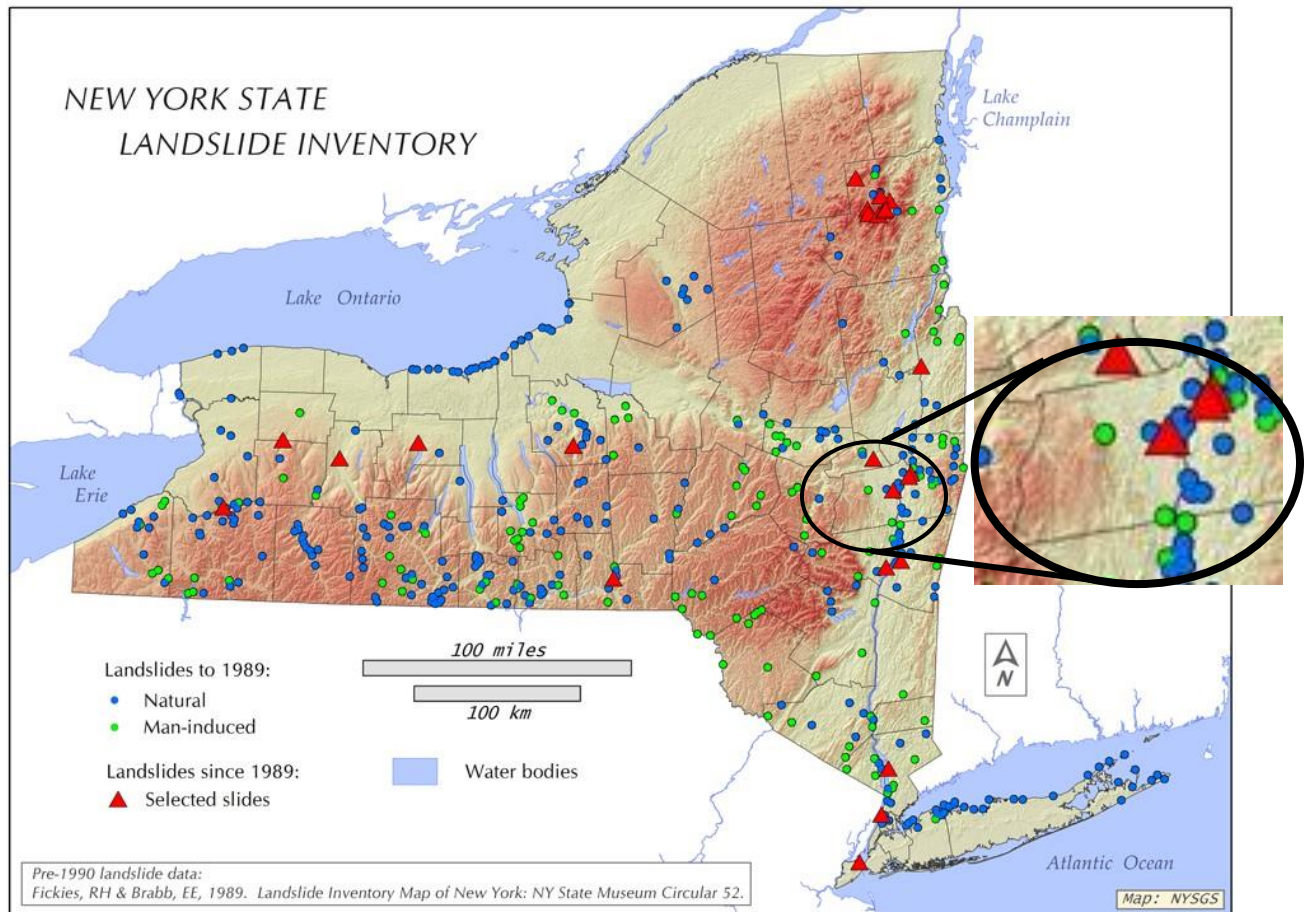 NEW YORK STATE
LANDSLIDE INVENTORY
Lake
Champlain
Lake Ontario
Lake
Erie
Landslides to 1989:
Natural
Man-induced
Landslides since 1989:
Selected slides
100 miles
100 km
Water bodies
N
Atlantic Ocean
Pre-1990 landslide data:
Fickies, RH & Brabb, EE, 1989. Landslide Inventory Map of New York: NY State Museum Circular 52.
Map: NYSGS